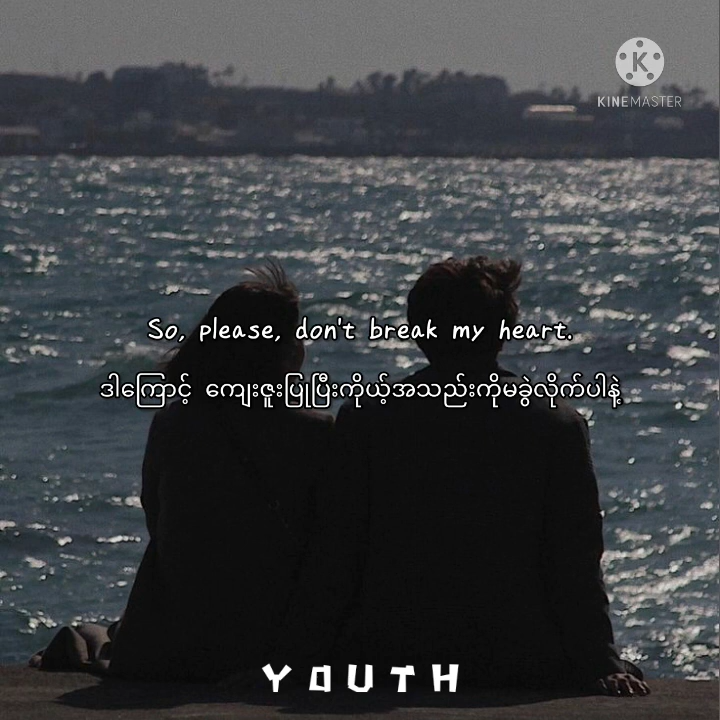 KINEMASTER
So, please, don't break my heart.
ဒါကြောင့် ကျေးဇူးပြုပြီးကိုယ့်အသည်းကိုမခွဲလိုက်ပါနဲ့
YOUTH